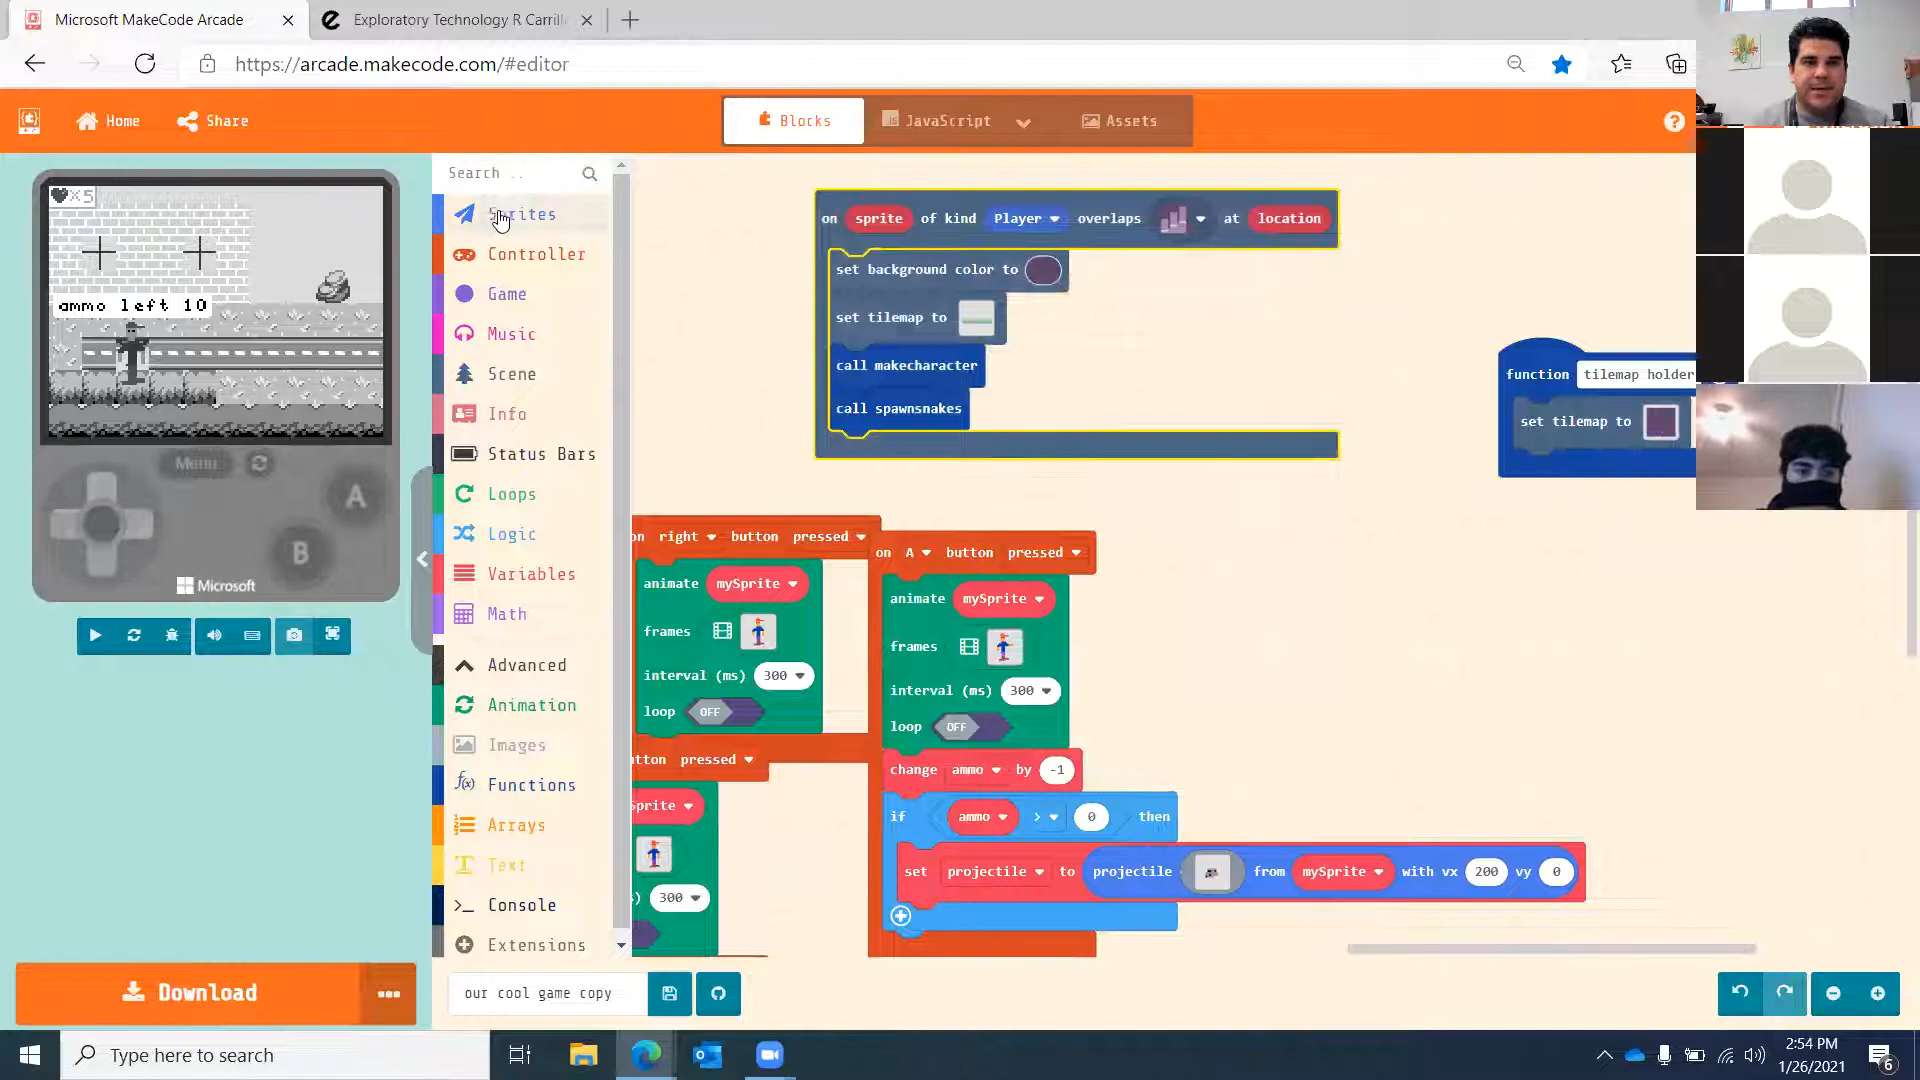 Microsoft MakeCode Arcade
Exploratory Technology R Carrill
https://arcade.makecode.com/#editor
Home
Share
Blocks
JavaScript
Assets
?
×5
ammo left 10
Menu
A
B
Microsoft
Download
Search ..
Sprites
Controller
Game
Music
Scene
Info
Status Bars
Loops
Logic
Variables
Math
Advanced
Animation
Images
f(x) Functions
Arrays
T Text
>_ Console
Extensions
on sprite of kind Player overlaps at location
set background color to
set tilemap to
call makecharacter
call spawnsnakes
function tilemap holder
set tilemap to
on right button pressed
animate mySprite
frames
interval (ms) 300
loop OFF
button pressed
Sprite
) 300
on A button pressed
animate mySprite
frames
interval (ms) 300
loop OFF
change ammo by -1
if ammo > 0 then
set projectile to projectile from mySprite with vx 200 vy 0
our cool game copy
Type here to search
2:54 PM
1/26/2021
6